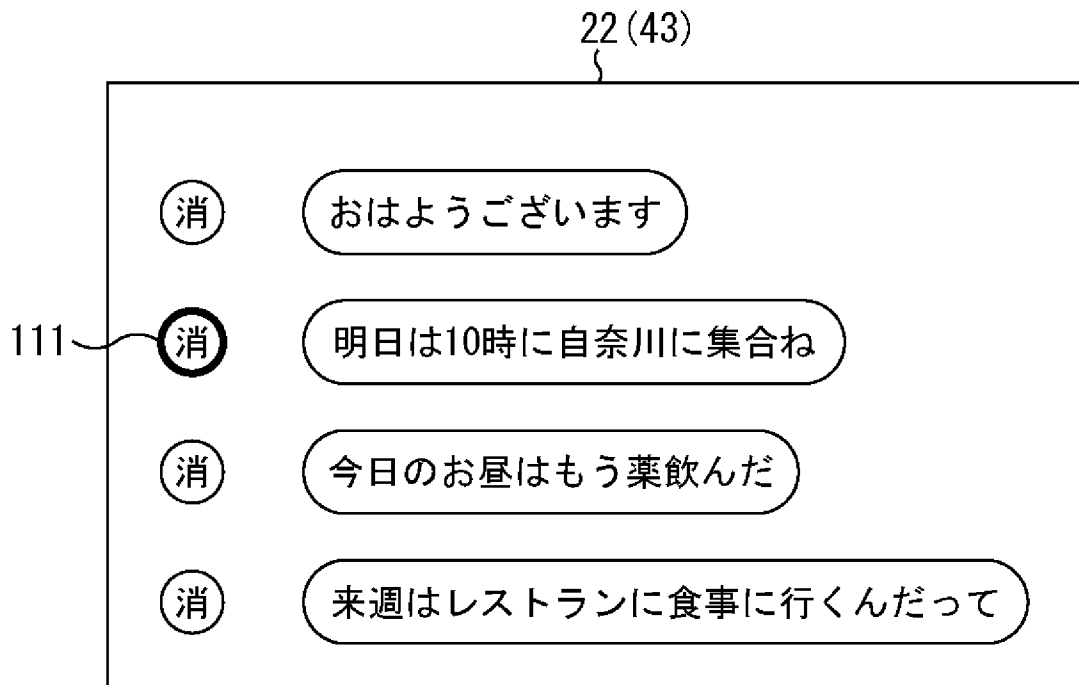 22(43)
消 おはようございます
111 消 明日は10時に自奈川に集合ね
消 今日のお昼はもう薬飲んだ
消 来週はレストランに食事に行くんだって